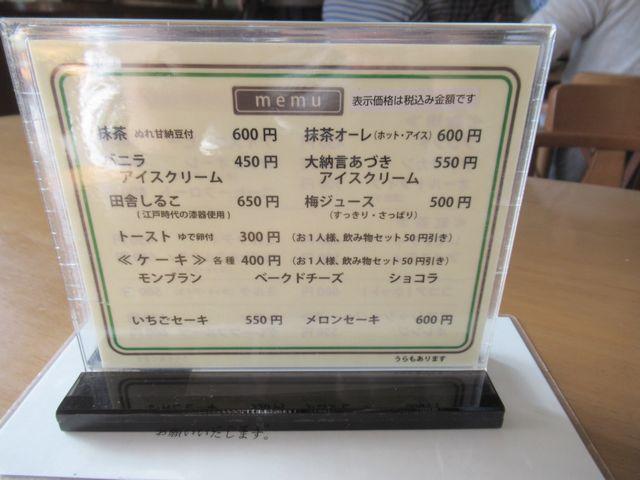 memu
表示価格は税込み金額です
抹茶 ぬれ甘納豆付 600円
抹茶オーレ(ホット・アイス) 600円
バニラ 450円
アイスクリーム
大納言あづき 550円
アイスクリーム
田舎しるこ 650円
(江戸時代の漆器使用)
梅ジュース 500円
(すっきり・さっぱり)
トースト ゆで卵付 300円 (お1人様、飲み物セット50円引き)
≪ケーキ≫ 各種 400円 (お1人様、飲み物セット50円引き)
モンブラン ベークドチーズ ショコラ
いちごセーキ 550円 メロンセーキ 600円
うらもあります
お願いいたします。